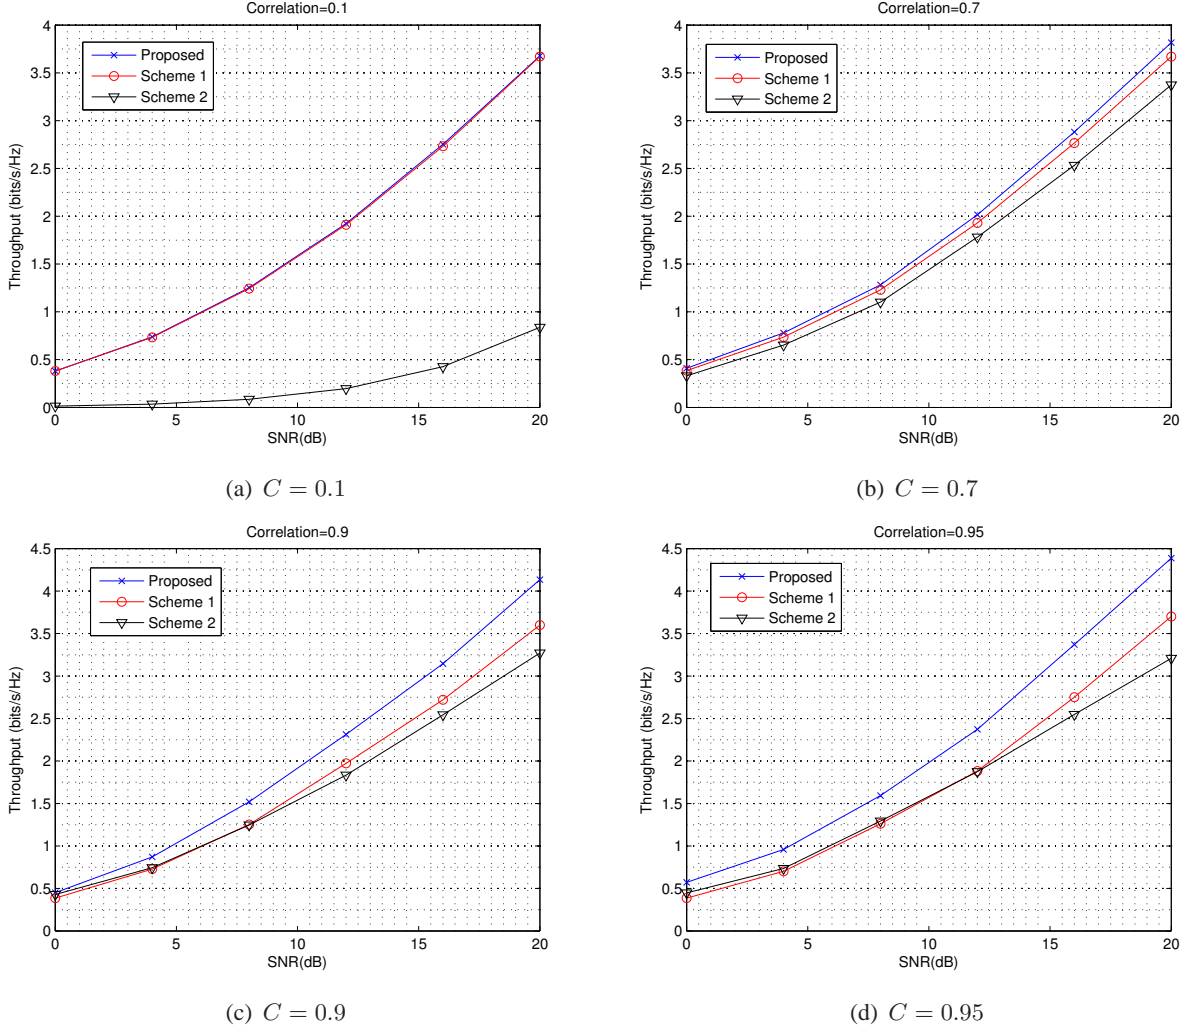 Correlation=0.1
4
3.5
3
2.5
2
1.5
1
0.5
0
Throughput (bits/s/Hz)
Proposed
Scheme 1
Scheme 2
0 5 10 15 20
SNR(dB)
(a) C = 0.1
Correlation=0.7
4
3.5
3
2.5
2
1.5
1
0.5
0
Throughput (bits/s/Hz)
Proposed
Scheme 1
Scheme 2
0 5 10 15 20
SNR(dB)
(b) C = 0.7
Correlation=0.9
4.5
4
3.5
3
2.5
2
1.5
1
0.5
0
Throughput (bits/s/Hz)
Proposed
Scheme 1
Scheme 2
0 5 10 15 20
SNR(dB)
(c) C = 0.9
Correlation=0.95
4.5
4
3.5
3
2.5
2
1.5
1
0.5
0
Throughput (bits/s/Hz)
Proposed
Scheme 1
Scheme 2
0 5 10 15 20
SNR(dB)
(d) C = 0.95